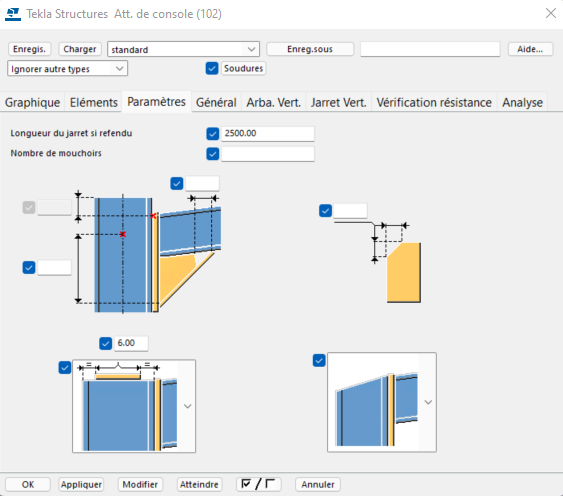 Tekla Structures Att. de console (102)
Enregis. Charger standard Enreg.sous Aide...
Ignorer autre types Soudures
Graphique Eléments Paramètres Général Arba. Vert. Jarret Vert. Vérification résistance Analyse
Longueur du jarret si refendu 2500.00
Nombre de mouchoirs
6.00
= =
OK Appliquer Modifier Atteindre / Annuler